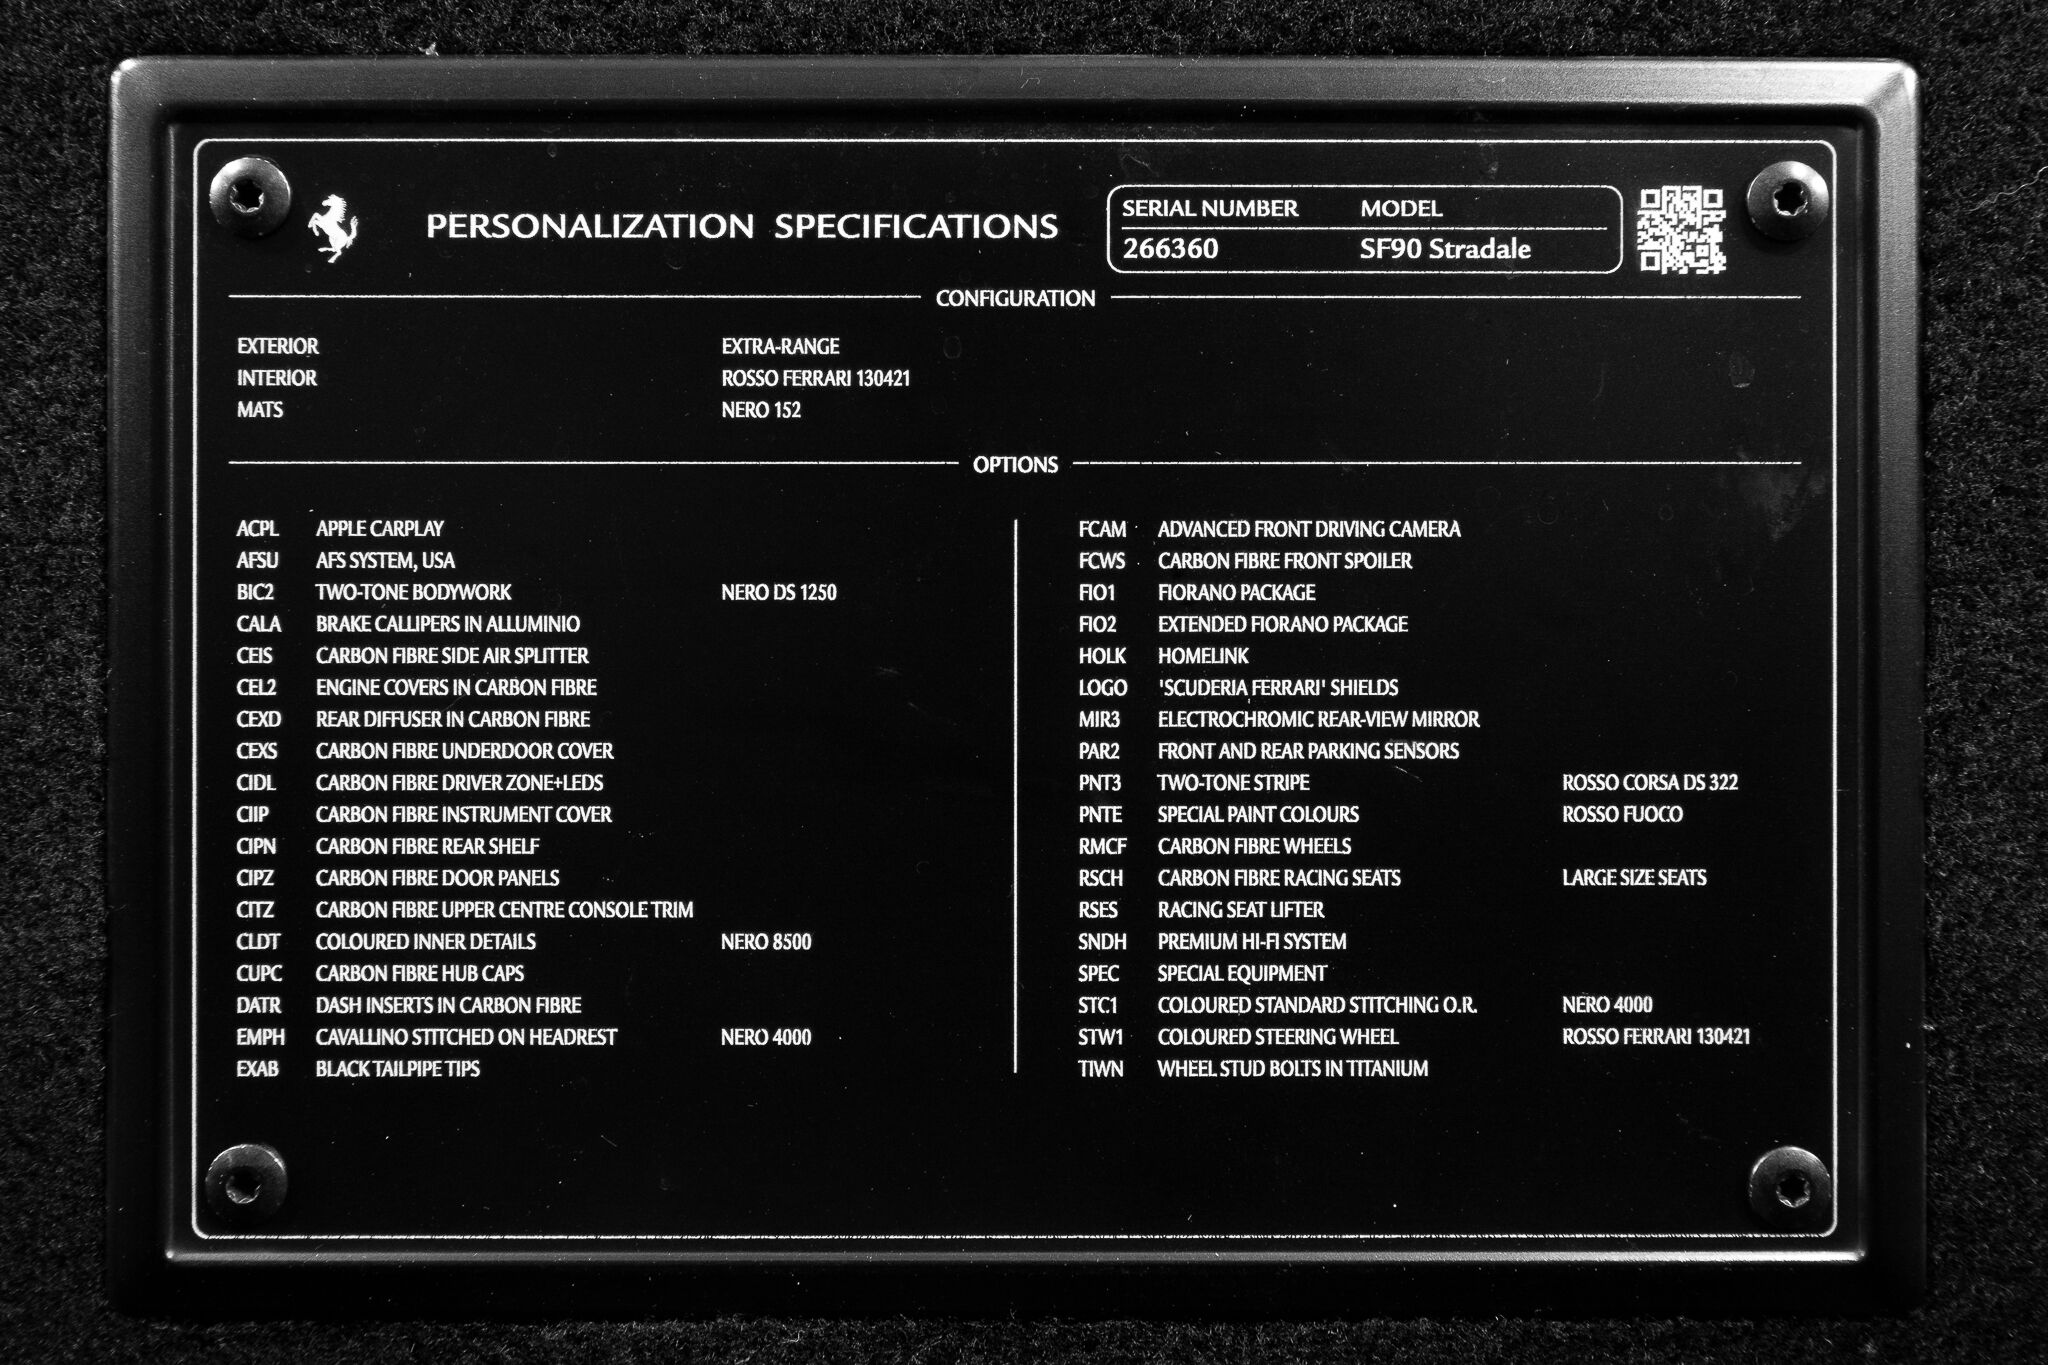 PERSONALIZATION SPECIFICATIONS
SERIAL NUMBER MODEL
266360 SF90 Stradale
CONFIGURATION
EXTERIOR EXTRA-RANGE
INTERIOR ROSSO FERRARI 130421
MATS NERO 152
OPTIONS
ACPL APPLE CARPLAY
AFSU AFS SYSTEM, USA
BIC2 TWO-TONE BODYWORK NERO DS 1250
CALA BRAKE CALLIPERS IN ALLUMINIO
CEIS CARBON FIBRE SIDE AIR SPLITTER
CEL2 ENGINE COVERS IN CARBON FIBRE
CEXD REAR DIFFUSER IN CARBON FIBRE
CEXS CARBON FIBRE UNDERDOOR COVER
CIDL CARBON FIBRE DRIVER ZONE+LEDS
CIIP CARBON FIBRE INSTRUMENT COVER
CIPN CARBON FIBRE REAR SHELF
CIPZ CARBON FIBRE DOOR PANELS
CITZ CARBON FIBRE UPPER CENTRE CONSOLE TRIM
CLDT COLOURED INNER DETAILS NERO 8500
CUPC CARBON FIBRE HUB CAPS
DATR DASH INSERTS IN CARBON FIBRE
EMPH CAVALLINO STITCHED ON HEADREST NERO 4000
EXAB BLACK TAILPIPE TIPS
FCAM ADVANCED FRONT DRIVING CAMERA
FCWS CARBON FIBRE FRONT SPOILER
FIO1 FIORANO PACKAGE
FIO2 EXTENDED FIORANO PACKAGE
HOLK HOMELINK
LOGO 'SCUDERIA FERRARI' SHIELDS
MIR3 ELECTROCHROMIC REAR-VIEW MIRROR
PAR2 FRONT AND REAR PARKING SENSORS
PNT3 TWO-TONE STRIPE ROSSO CORSA DS 322
PNTE SPECIAL PAINT COLOURS ROSSO FUOCO
RMCF CARBON FIBRE WHEELS
RSCH CARBON FIBRE RACING SEATS LARGE SIZE SEATS
RSES RACING SEAT LIFTER
SNDH PREMIUM HI-FI SYSTEM
SPEC SPECIAL EQUIPMENT
STC1 COLOURED STANDARD STITCHING O.R. NERO 4000
STW1 COLOURED STEERING WHEEL ROSSO FERRARI 130421
TIWN WHEEL STUD BOLTS IN TITANIUM